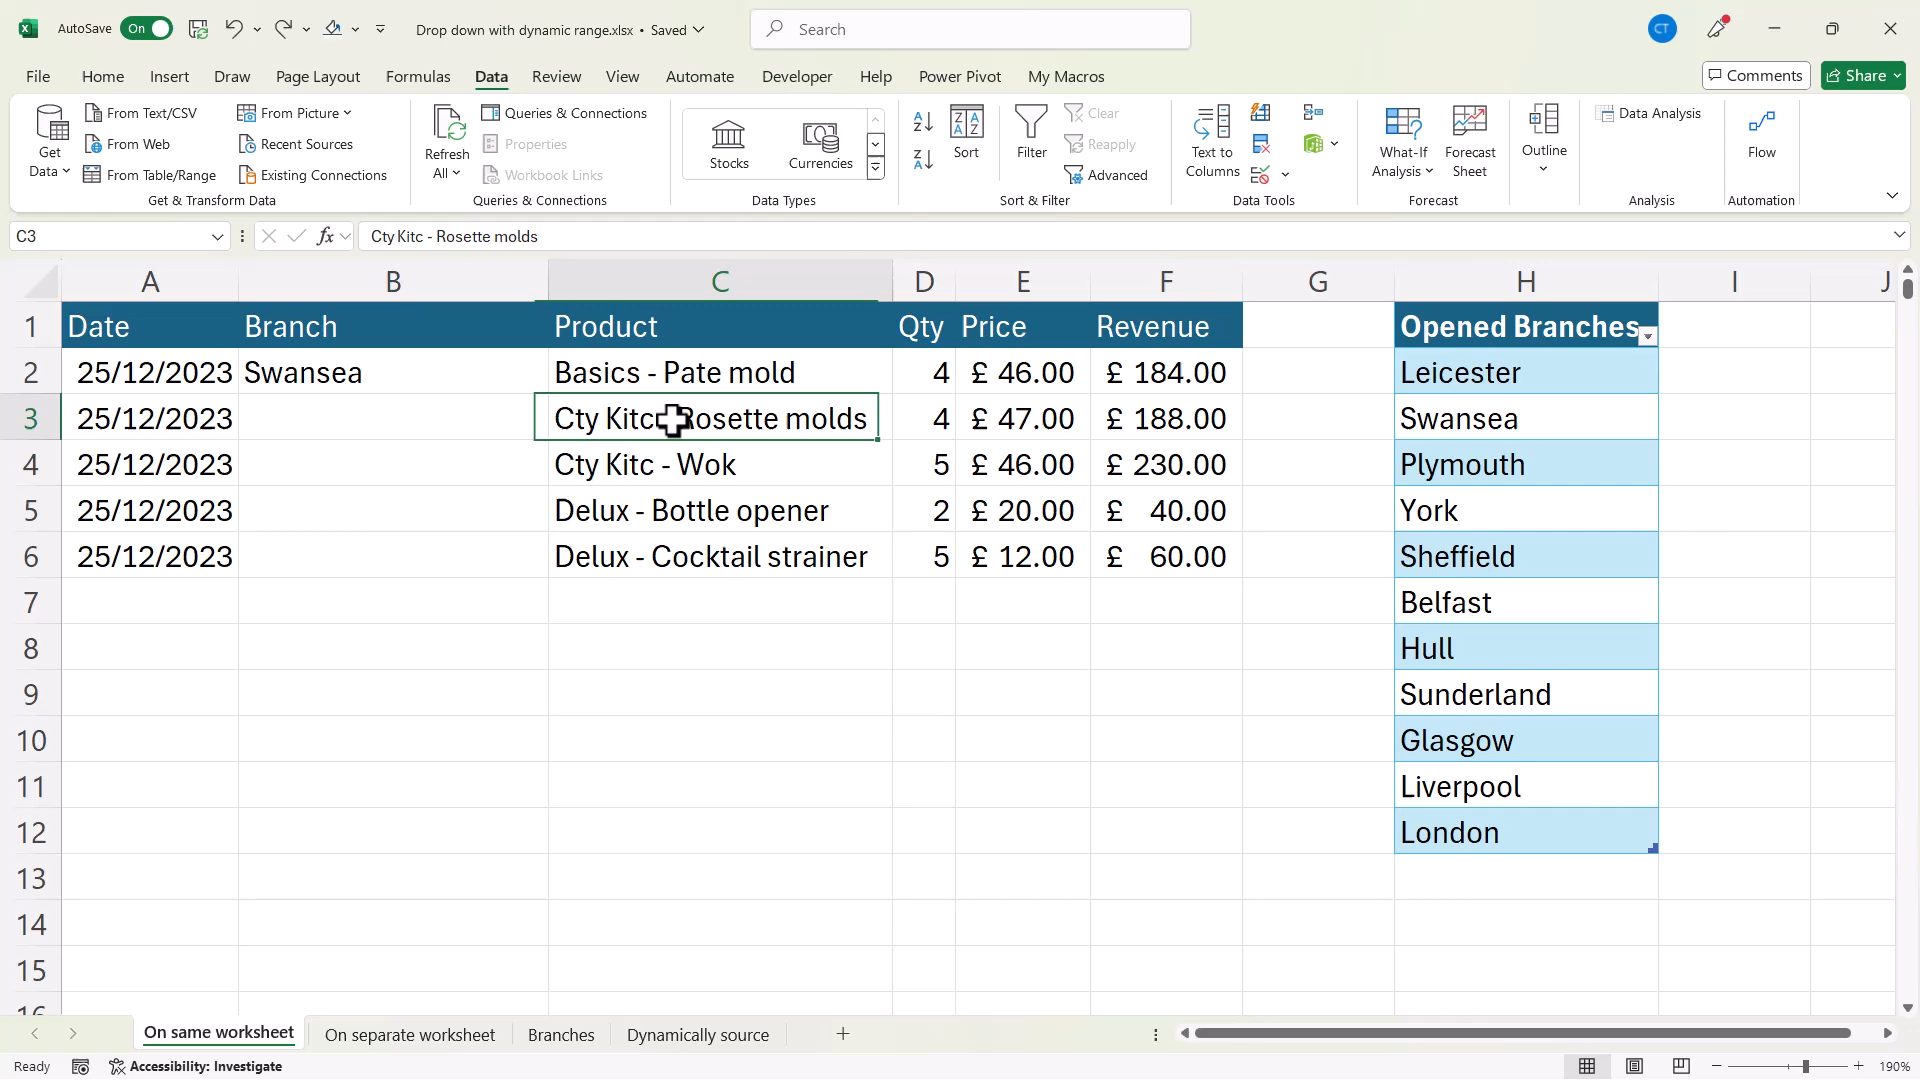 AutoSave On Drop down with dynamic range.xlsx • Saved Search CT
File Home Insert Draw Page Layout Formulas Data Review View Automate Developer Help Power Pivot My Macros Comments Share
Get Data From Text/CSV From Web From Table/Range From Picture Recent Sources Existing Connections
Get & Transform Data
Refresh All Queries & Connections Properties Workbook Links
Queries & Connections
Stocks Currencies
Data Types
Sort Filter Clear Reapply Advanced
Sort & Filter
Text to Columns
Data Tools
What-If Analysis Forecast Sheet
Forecast
Outline
Data Analysis
Analysis
Flow
Automation
C3 fx Cty Kitc - Rosette molds
A B C D E F G H I J
1 Date Branch Product Qty Price Revenue Opened Branches
2 25/12/2023 Swansea Basics - Pate mold 4 £ 46.00 £ 184.00 Leicester
3 25/12/2023 Cty Kitc Rosette molds 4 £ 47.00 £ 188.00 Swansea
4 25/12/2023 Cty Kitc - Wok 5 £ 46.00 £ 230.00 Plymouth
5 25/12/2023 Delux - Bottle opener 2 £ 20.00 £ 40.00 York
6 25/12/2023 Delux - Cocktail strainer 5 £ 12.00 £ 60.00 Sheffield
7 Belfast
8 Hull
9 Sunderland
10 Glasgow
11 Liverpool
12 London
13
14
15
16
On same worksheet On separate worksheet Branches Dynamically source
Ready Accessibility: Investigate 190%